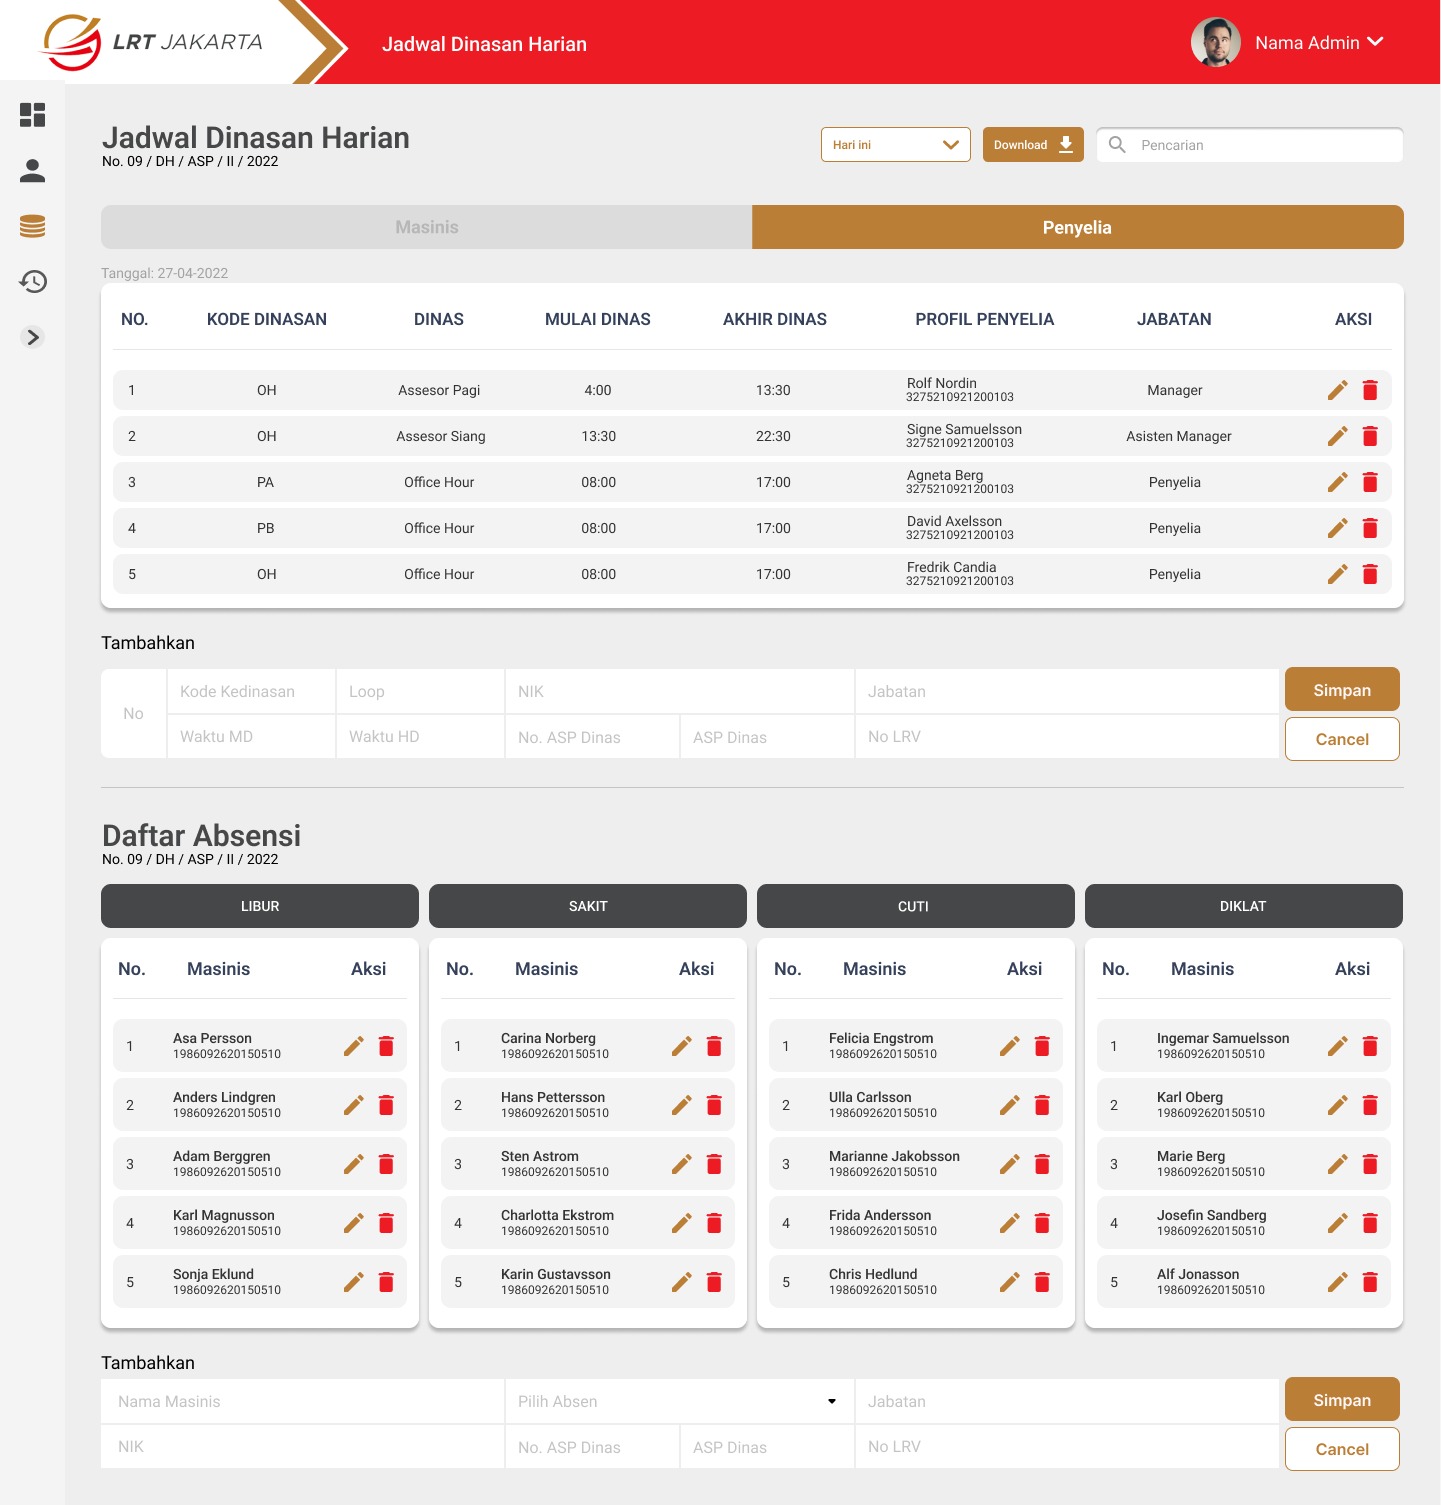 LRT JAKARTA
Jadwal Dinasan Harian
Nama Admin
Jadwal Dinasan Harian
No. 09 / DH / ASP / II / 2022
Hari ini
Download
Pencarian
Masinis
Penyelia
Tanggal: 27-04-2022
NO. KODE DINASAN DINAS MULAI DINAS AKHIR DINAS PROFIL PENYELIA JABATAN AKSI
1 OH Assesor Pagi 4:00 13:30 Rolf Nordin Manager
3275210921200103
2 OH Assesor Siang 13:30 22:30 Signe Samuelsson Asisten Manager
3275210921200103
3 PA Office Hour 08:00 17:00 Agneta Berg Penyelia
3275210921200103
4 PB Office Hour 08:00 17:00 David Axelsson Penyelia
3275210921200103
5 OH Office Hour 08:00 17:00 Fredrik Candia Penyelia
3275210921200103
Tambahkan
No
Kode Kedinasan Loop NIK Jabatan
Waktu MD Waktu HD No. ASP Dinas ASP Dinas No LRV
Simpan
Cancel
Daftar Absensi
No. 09 / DH / ASP / II / 2022
LIBUR
No. Masinis Aksi
1 Asa Persson
1986092620150510
2 Anders Lindgren
1986092620150510
3 Adam Berggren
1986092620150510
4 Karl Magnusson
1986092620150510
5 Sonja Eklund
1986092620150510
SAKIT
No. Masinis Aksi
1 Carina Norberg
1986092620150510
2 Hans Pettersson
1986092620150510
3 Sten Astrom
1986092620150510
4 Charlotta Ekstrom
1986092620150510
5 Karin Gustavsson
1986092620150510
CUTI
No. Masinis Aksi
1 Felicia Engstrom
1986092620150510
2 Ulla Carlsson
1986092620150510
3 Marianne Jakobsson
1986092620150510
4 Frida Andersson
1986092620150510
5 Chris Hedlund
1986092620150510
DIKLAT
No. Masinis Aksi
1 Ingemar Samuelsson
1986092620150510
2 Karl Oberg
1986092620150510
3 Marie Berg
1986092620150510
4 Josefin Sandberg
1986092620150510
5 Alf Jonasson
1986092620150510
Tambahkan
Nama Masinis Pilih Absen Jabatan
NIK No. ASP Dinas ASP Dinas No LRV
Simpan
Cancel